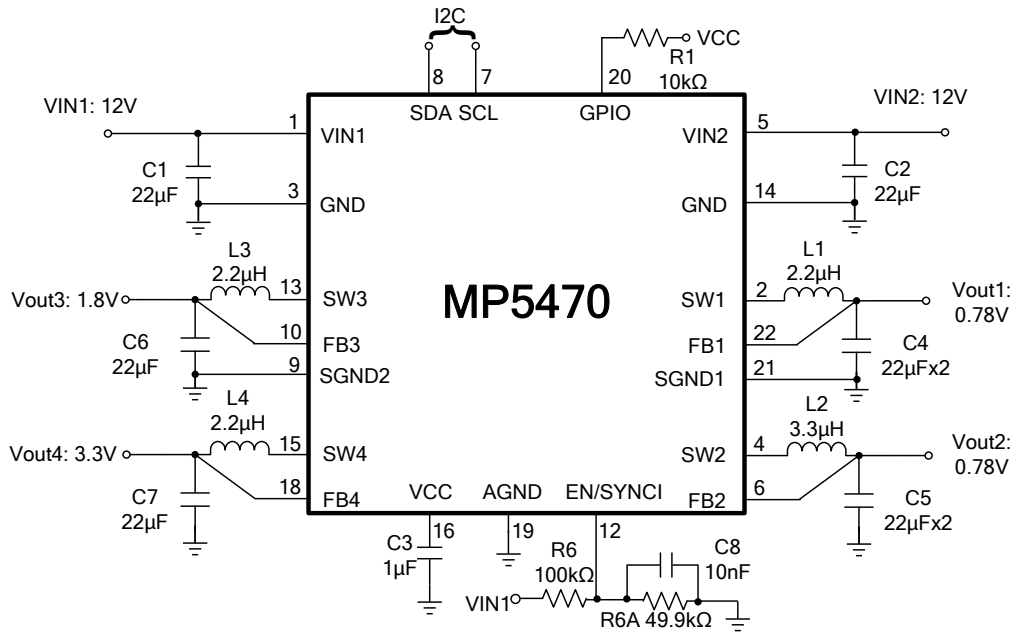 I2C
VCC
8
7
20
R1
10kΩ
VIN1: 12V
VIN2: 12V
SDA SCL
GPIO
1
VIN1
VIN2
5
C1
22µF
C2
22µF
3
GND
GND
14
L3
2.2µH
L1
2.2µH
Vout3: 1.8V
13
SW3
MP5470
SW1
2
Vout1:
0.78V
10
FB3
FB1
22
C6
22µF
C4
22µFx2
9
SGND2
SGND1
21
L4
2.2µH
L2
3.3µH
Vout4: 3.3V
15
SW4
SW2
4
Vout2:
0.78V
18
FB4
VCC
AGND
EN/SYNCI
FB2
6
C7
22µF
C5
22µFx2
16
19
12
C3
1µF
R6
100kΩ
C8
10nF
VIN1
R6A 49.9kΩ